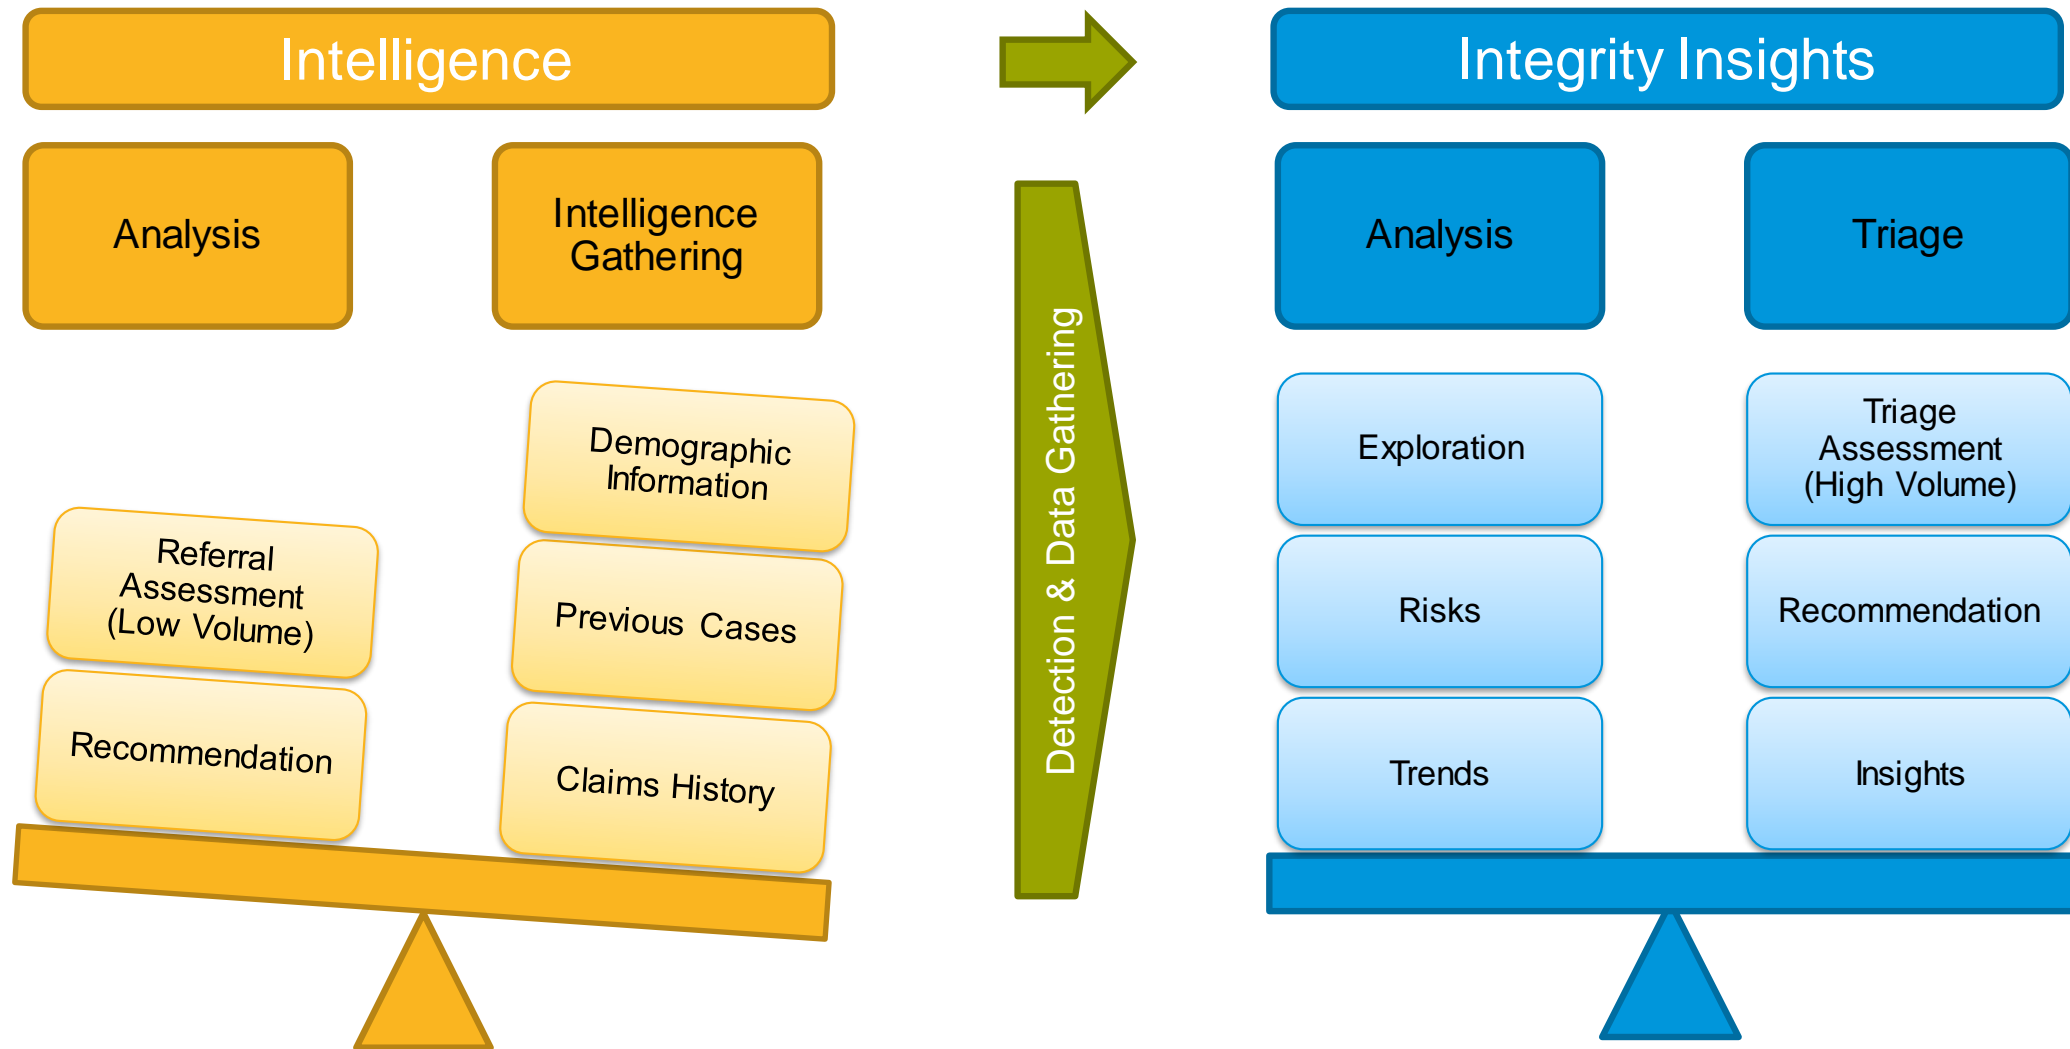 Intelligence
Analysis
Intelligence
Gathering
Demographic
Information
Referral
Assessment
(Low Volume)
Previous Cases
Recommendation
Claims History
Detection & Data Gathering
Integrity Insights
Analysis
Triage
Exploration
Triage
Assessment
(High Volume)
Risks
Recommendation
Trends
Insights